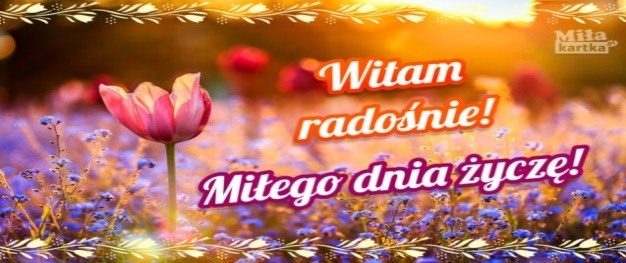 Miła
kartka
Witam
radośnie!
Miłego dnia życzę!